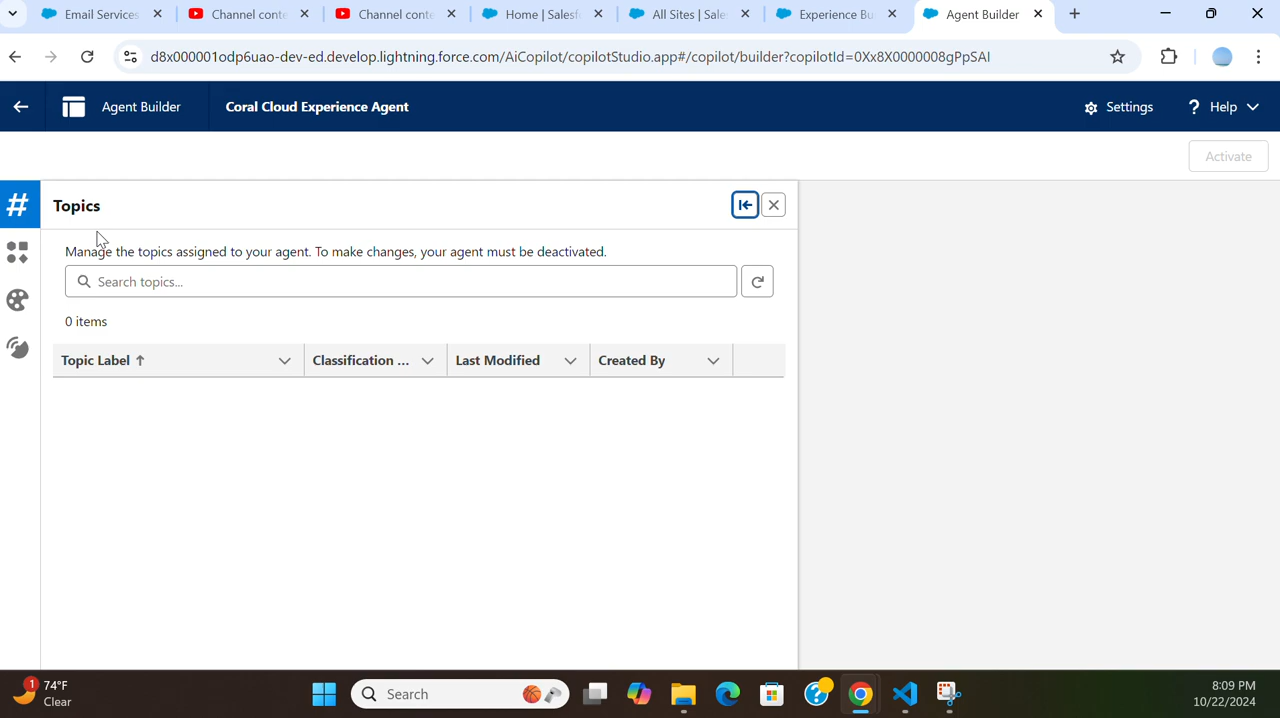 Email Services
Channel conte
Channel conte
Home | Salesf
All Sites | Sale
Experience Bu
Agent Builder
d8x000001odp6uao-dev-ed.develop.lightning.force.com/AiCopilot/copilotStudio.app#/copilot/builder?copilotId=0Xx8X0000008gPpSAI
Agent Builder
Coral Cloud Experience Agent
Settings
? Help
Activate
# Topics
Manage the topics assigned to your agent. To make changes, your agent must be deactivated.
Search topics...
0 items
Topic Label ↑
Classification ...
Last Modified
Created By
1
74°F
Clear
Search
8:09 PM
10/22/2024